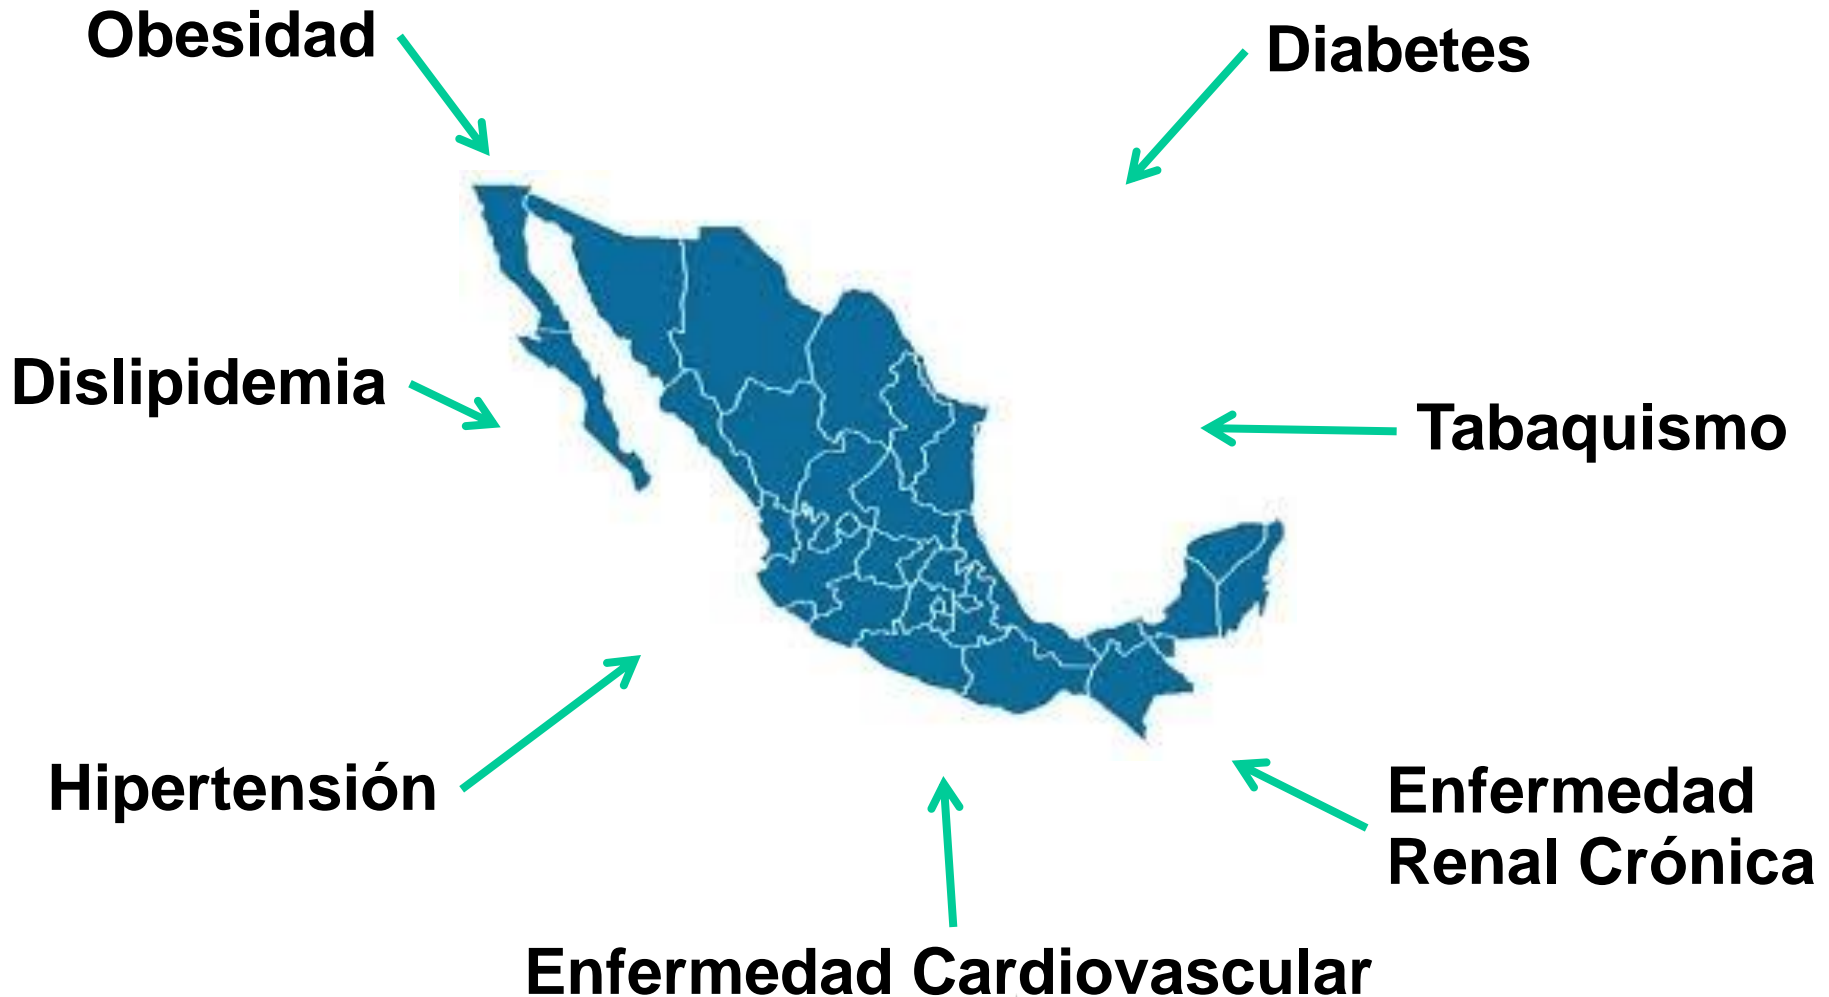 Obesidad
Diabetes
Dislipidemia
Tabaquismo
Hipertensión
Enfermedad
Renal Crónica
Enfermedad Cardiovascular